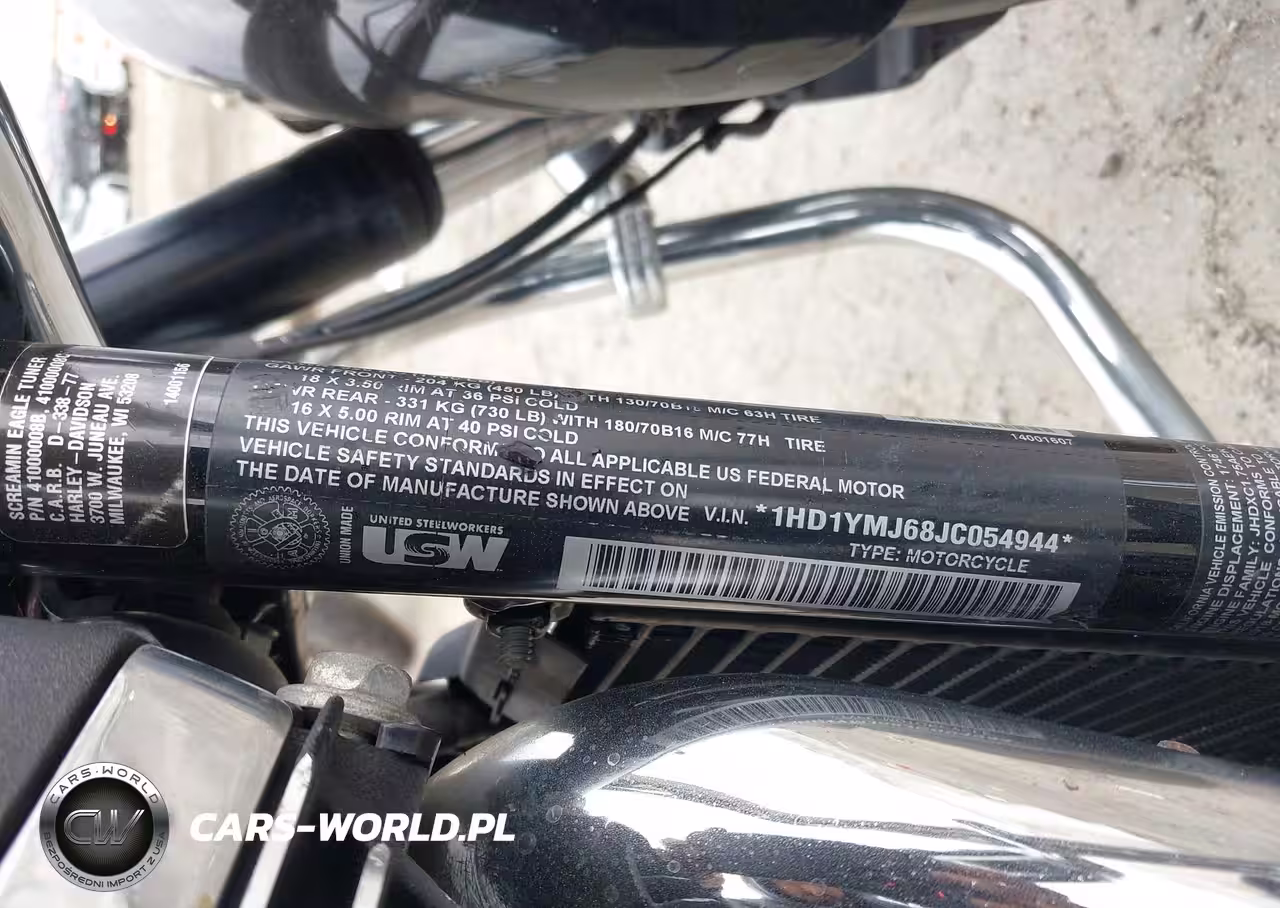 SCREAMIN EAGLE TUNER
P/N 41000008B, 41000008C
C.A.R.B. D-338-77
HARLEY-DAVIDSON
3700 W. JUNEAU AVE.
MILWAUKEE, WI 53208
14001156
GAWR FRONT - 204 KG (450 LB) WITH 130/70B18 M/C 63H TIRE
18 X 3.50 RIM AT 36 PSI COLD
REAR - 331 KG (730 LB) WITH 180/70B16 M/C 77H TIRE
16 X 5.00 RIM AT 40 PSI COLD
THIS VEHICLE CONFORMS TO ALL APPLICABLE US FEDERAL MOTOR
VEHICLE SAFETY STANDARDS IN EFFECT ON
THE DATE OF MANUFACTURE SHOWN ABOVE V.I.N. *1HD1YMJ68JC054944*
TYPE: MOTORCYCLE
14001607
UNION MADE
UNITED STEELWORKERS
USW
CARS-WORLD
CW
BEZPOŚREDNI IMPORT Z USA
CARS-WORLD.PL